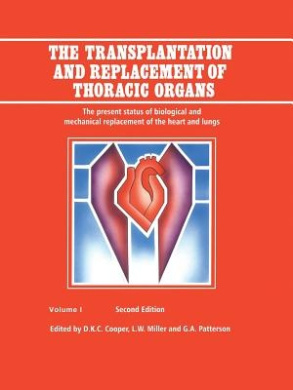 THE TRANSPLANTATION
AND REPLACEMENT OF
THORACIC ORGANS
The present status of biological and
mechanical replacement of the heart and lungs
Volume I Second Edition
Edited by D.K.C. Cooper, L.W. Miller and G.A. Patterson